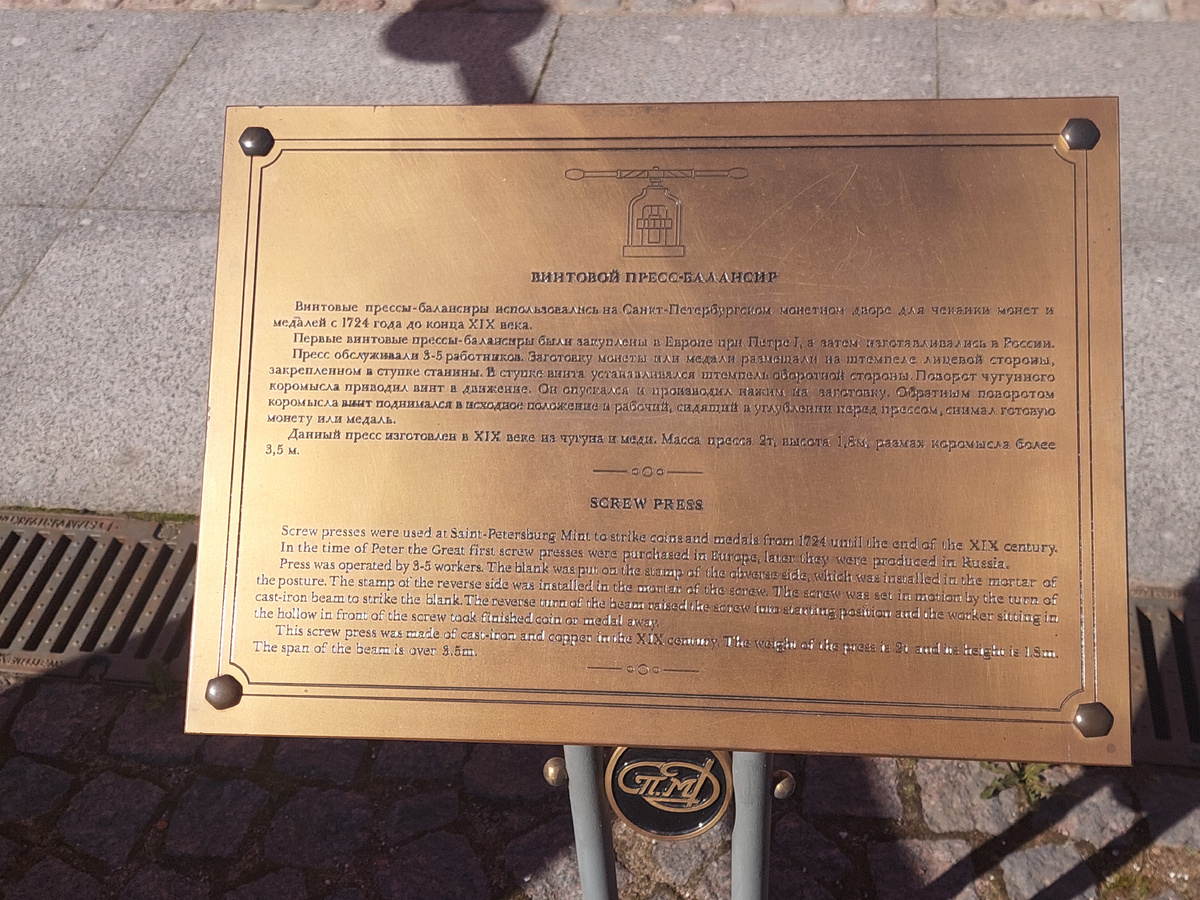 ВИНТОВОЙ ПРЕСС-БАЛАНСИР
Винтовые прессы-балансиры использовались на Санкт-Петербургском монетном дворе для чеканки монет и
медалей с 1724 года до конца XIX века.
Первые винтовые прессы-балансиры были закуплены в Европе при Петре I, а затем изготавливались в России.
Пресс обслуживали 3-5 работников. Заготовку монеты или медали размещали на штемпеле лицевой стороны,
закрепленном в ступке станины. В ступке винта устанавливался штемпель оборотной стороны. Поворот чугунного
коромысла приводил винт в движение. Он опускался и производил нажим на заготовку. Обратным поворотом
коромысла винт поднимался в исходное положение и рабочий, сидящий в углублении перед прессом, снимал готовую
монету или медаль.
Данный пресс изготовлен в XIX веке из чугуна и меди. Масса пресса 2т, высота 1,8м, размах коромысла более
3,5 м.
SCREW PRESS
Screw presses were used at Saint-Petersburg Mint to strike coins and medals from 1724 until the end of the XIX century.
In the time of Peter the Great first screw presses were purchased in Europe, later they were produced in Russia.
Press was operated by 3-5 workers. The blank was put on the stamp of the obverse side, which was installed in the mortar of
the posture. The stamp of the reverse side was installed in the mortar of the screw. The screw was set in motion by the turn of
cast-iron beam to strike the blank. The reverse turn of the beam raised the screw into starting position and the worker sitting in
the hollow in front of the screw took finished coin or medal away.
This screw press was made of cast-iron and copper in the XIX century. The weight of the press is 2t and its height is 1.8m.
The span of the beam is over 3.5m.